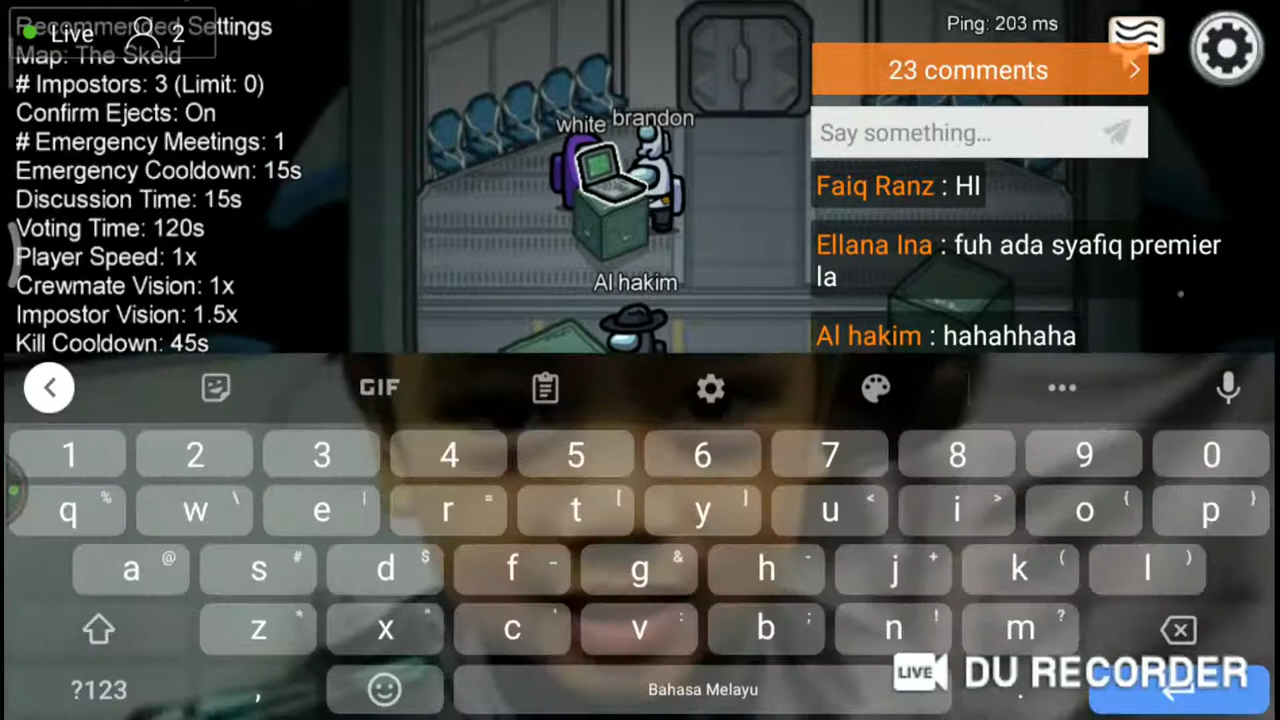 Recommended Settings
Live 2
Map: The Skeld
# Impostors: 3 (Limit: 0)
Confirm Ejects: On
# Emergency Meetings: 1
Emergency Cooldown: 15s
Discussion Time: 15s
Voting Time: 120s
Player Speed: 1x
Crewmate Vision: 1x
Impostor Vision: 1.5x
Kill Cooldown: 45s
white brandon
Al hakim
Ping: 203 ms
23 comments
Say something...
Faiq Ranz : HI
Ellana Ina : fuh ada syafiq premier
la
Al hakim : hahahhaha
GIF
1 2 3 4 5 6 7 8 9 0
q % w \ e | r = t [ y ] u < i > o { p }
a @ s # d $ f - g & h - j + k ( l )
z * x " c ' v : b ; n ! m ?
?123 , Bahasa Melayu .
LIVE DU RECORDER